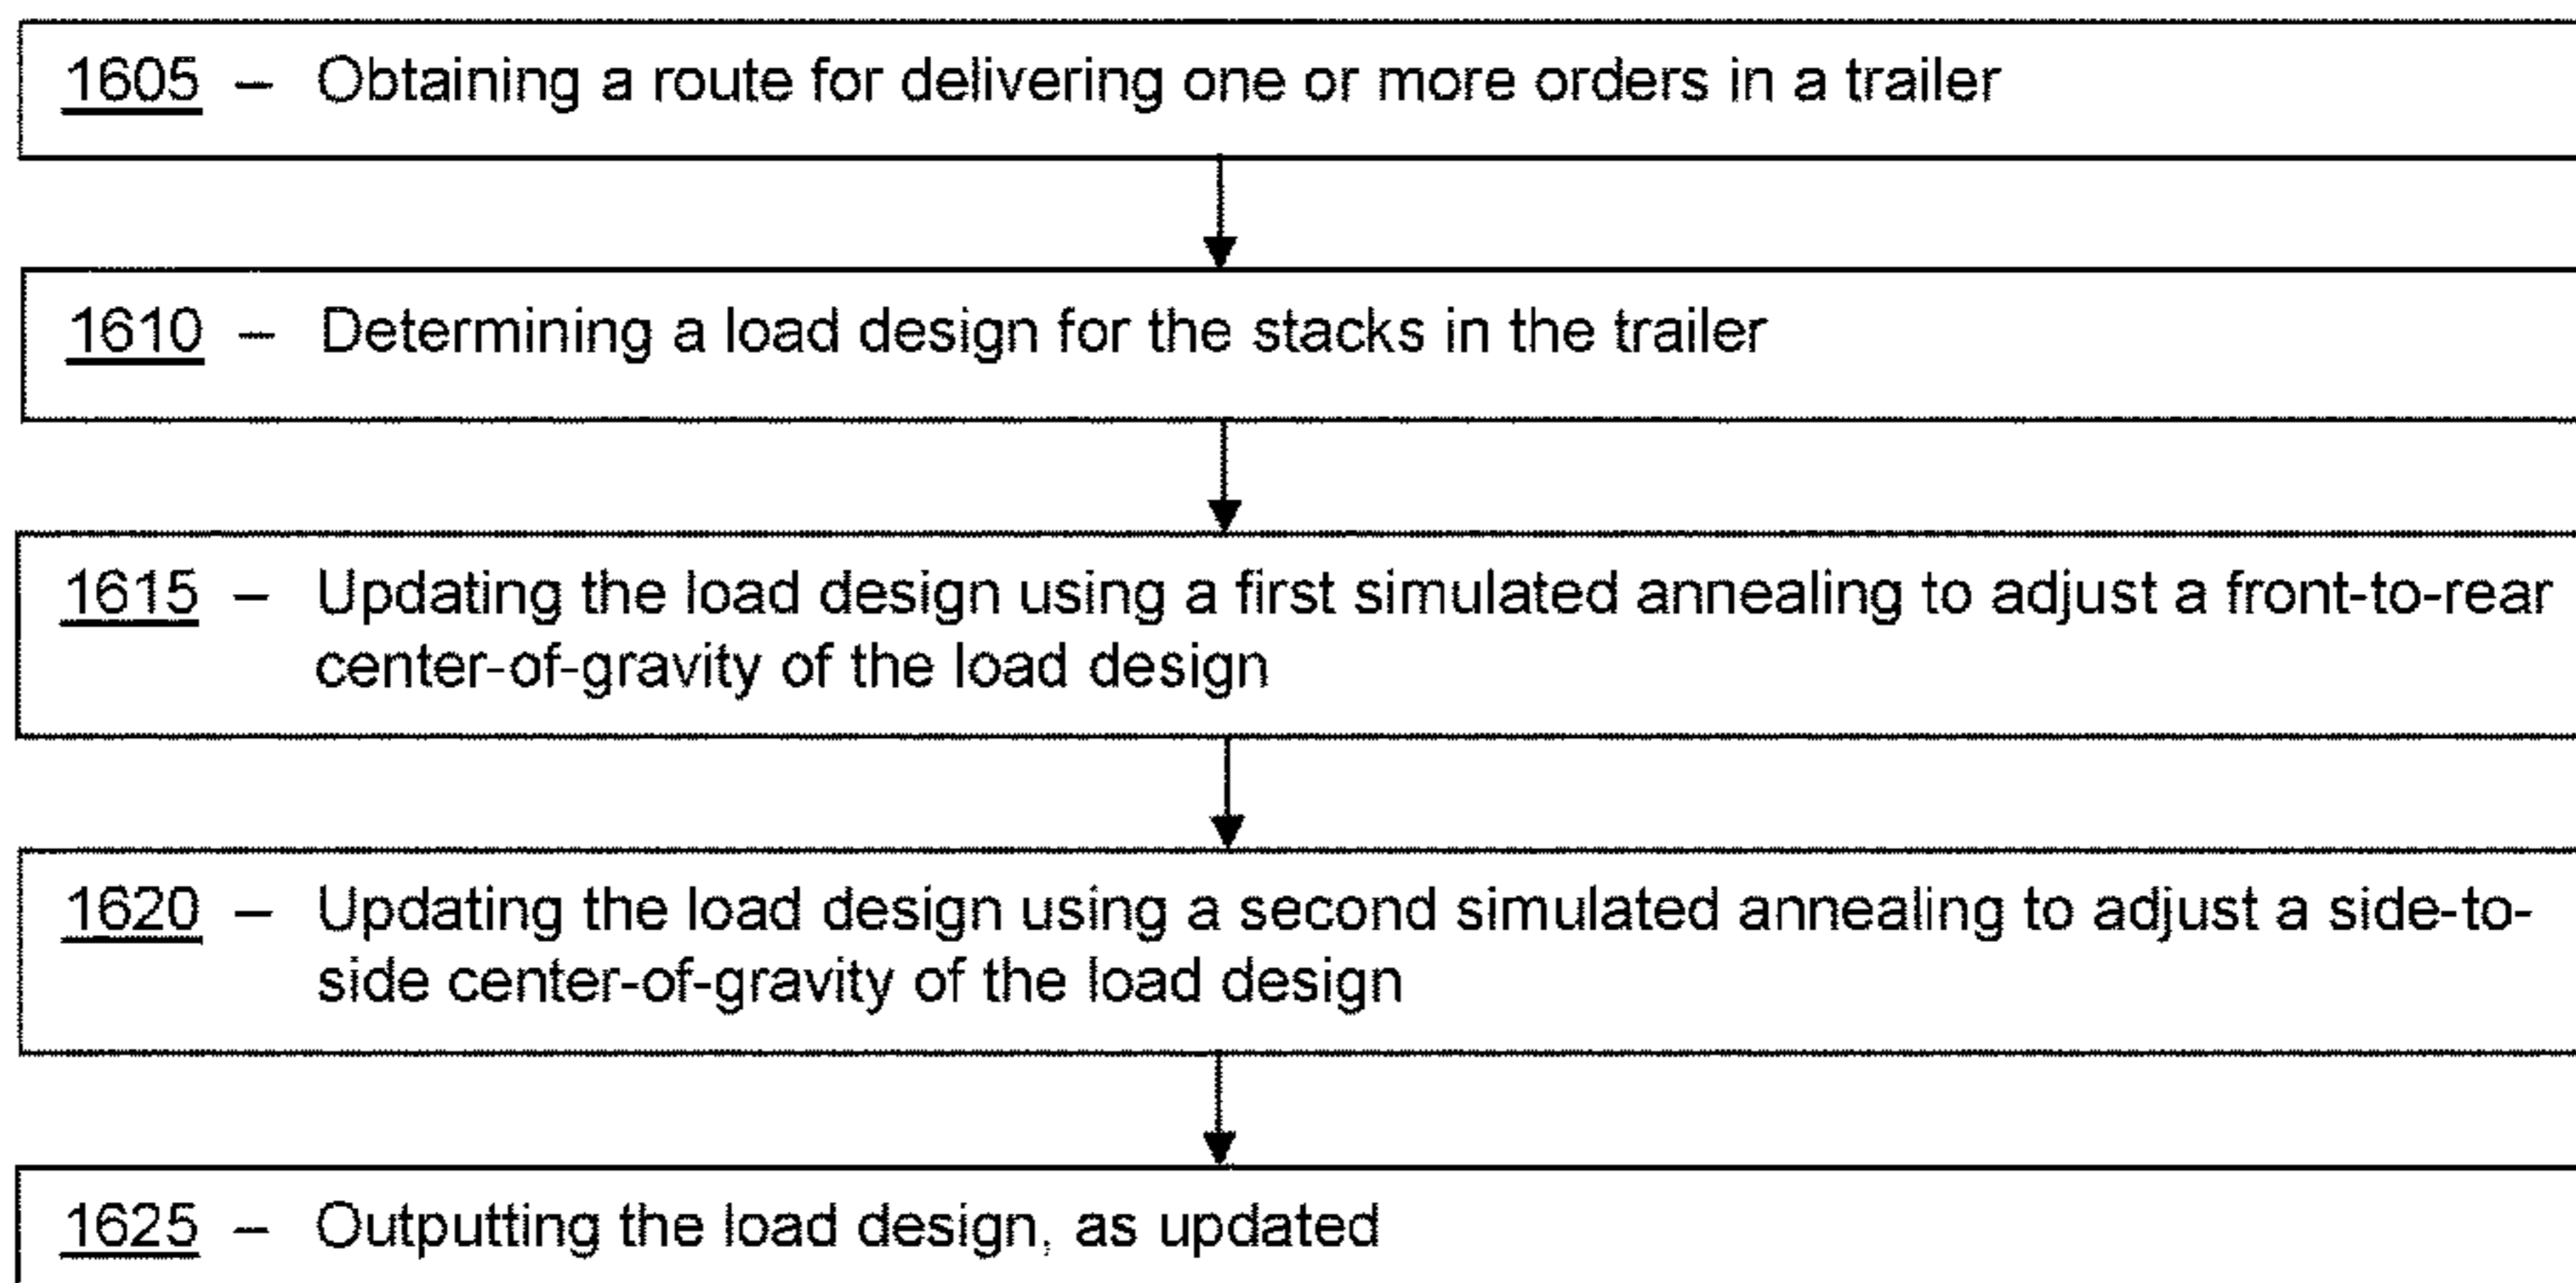 1605 – Obtaining a route for delivering one or more orders in a trailer
1610 – Determining a load design for the stacks in the trailer
1615 – Updating the load design using a first simulated annealing to adjust a front-to-rear
center-of-gravity of the load design
1620 – Updating the load design using a second simulated annealing to adjust a side-to-
side center-of-gravity of the load design
1625 – Outputting the load design, as updated